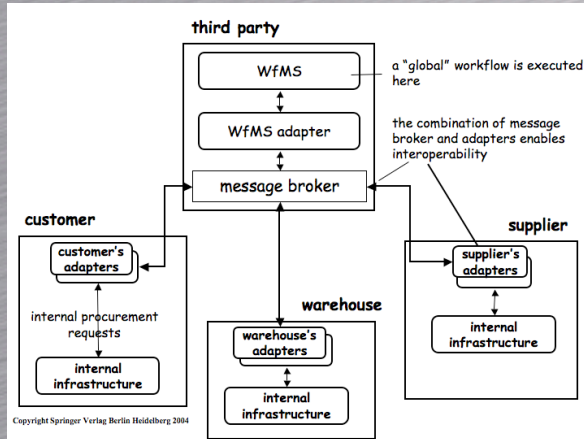 third party
WfMS
a “global” workflow is executed
here
WfMS adapter
the combination of message
broker and adapters enables
interoperability
message broker
customer
supplier
customer's
adapters
supplier's
adapters
internal procurement
requests
warehouse
internal
infrastructure
warehouse's
adapters
internal
infrastructure
internal
infrastructure
Copyright Springer Verlag Berlin Heidelberg 2004